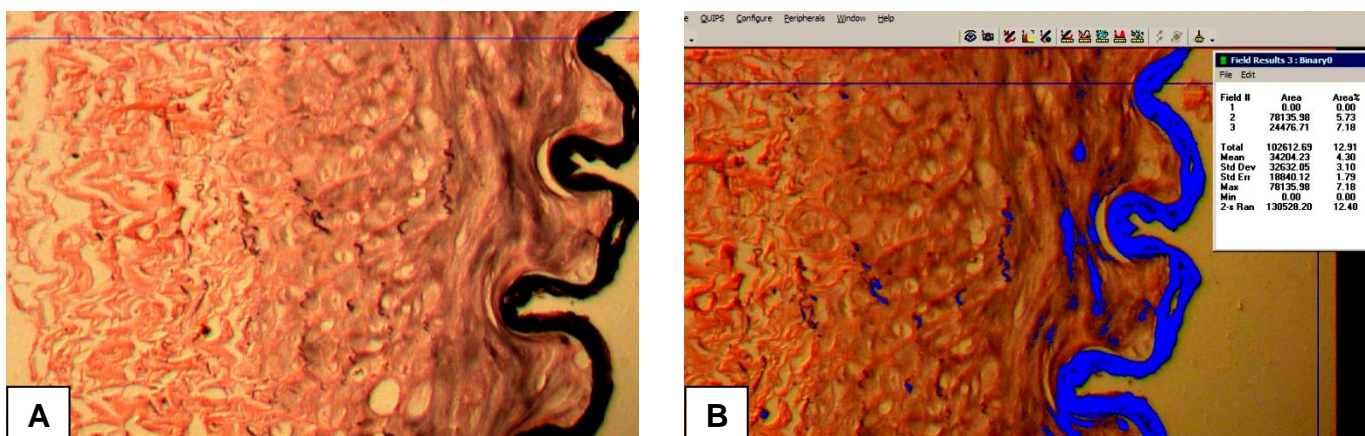 A
e QUIPS Configure Peripherals Window Help
Field Results 3 : Binary0
File Edit
Field # Area Area%
1 0.00 0.00
2 78135.98 5.73
3 24476.71 7.18
Total 102612.69 12.91
Mean 34204.23 4.30
Std Dev 32632.05 3.10
Std Err 18840.12 1.79
Max 78135.98 7.18
Min 0.00 0.00
2-s Ran 130528.20 12.40
B